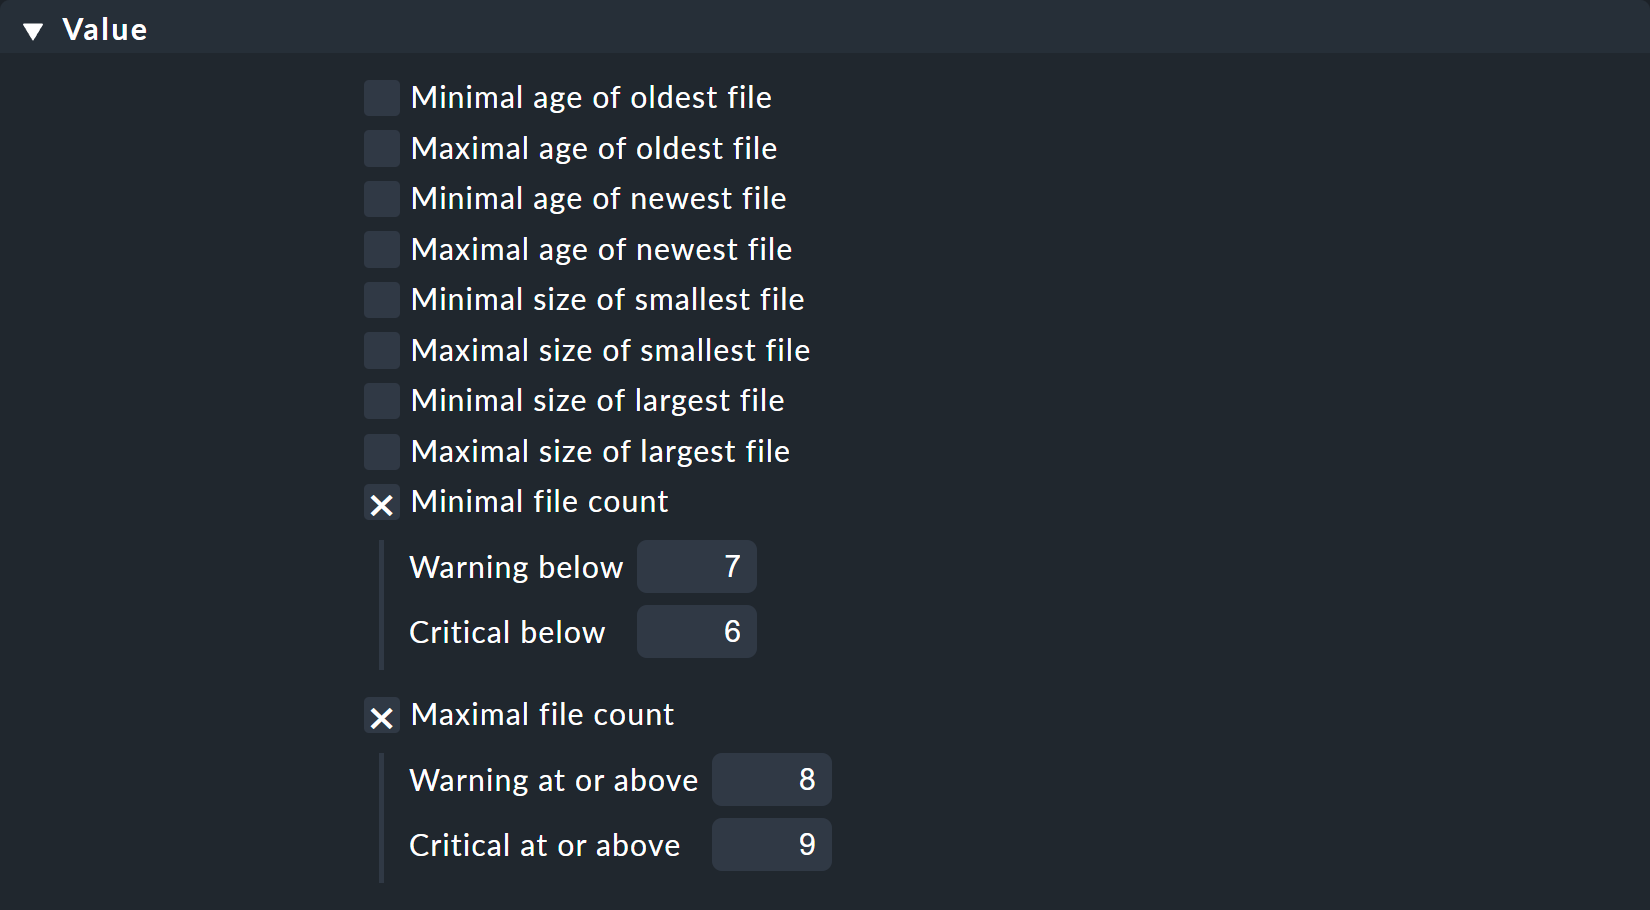 Value
Minimal age of oldest file
Maximal age of oldest file
Minimal age of newest file
Maximal age of newest file
Minimal size of smallest file
Maximal size of smallest file
Minimal size of largest file
Maximal size of largest file
Minimal file count
Warning below 7
Critical below 6
Maximal file count
Warning at or above 8
Critical at or above 9